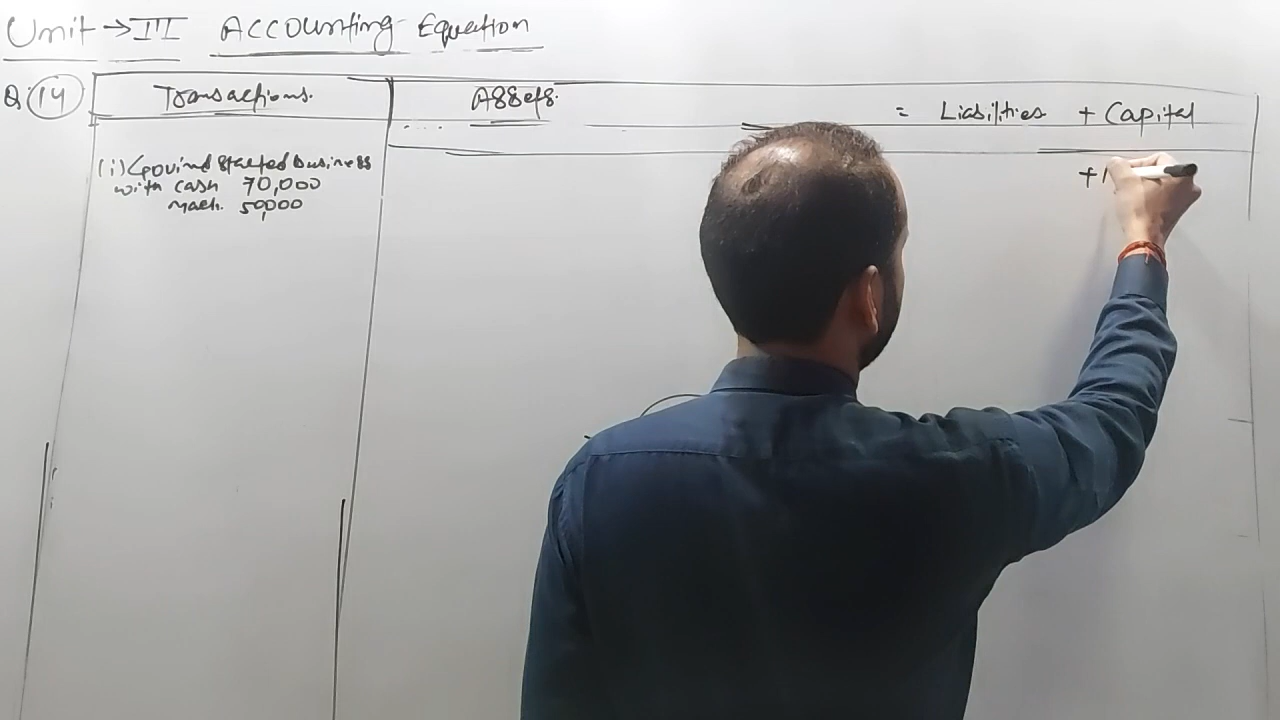 Unit → III Accounting Equation
Q. 14 Transactions. Assets. = Liabilities + Capital
(i) Govind started business
with cash 70,000
Mach. 50,000
+1